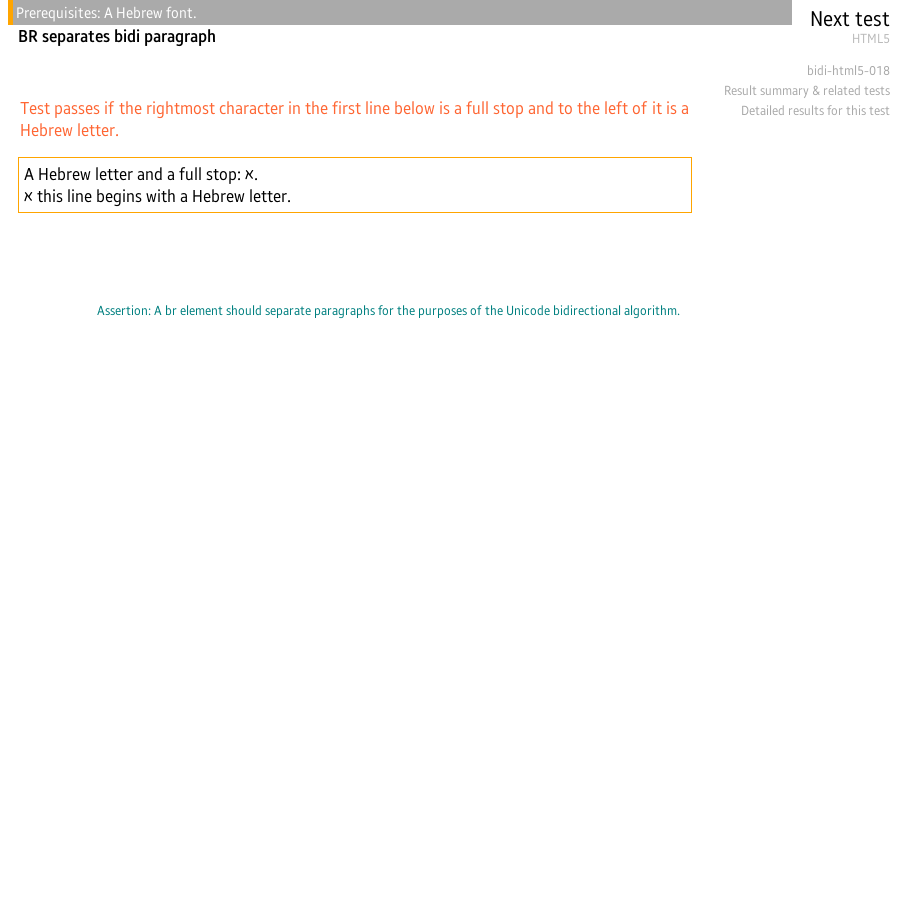 Prerequisites: A Hebrew font.
Next test
BR separates bidi paragraph
HTML5
bidi-html5-018
Result summary & related tests
Detailed results for this test
Test passes if the rightmost character in the first line below is a full stop and to the left of it is a
Hebrew letter.
A Hebrew letter and a full stop: א.
א this line begins with a Hebrew letter.
Assertion: A br element should separate paragraphs for the purposes of the Unicode bidirectional algorithm.